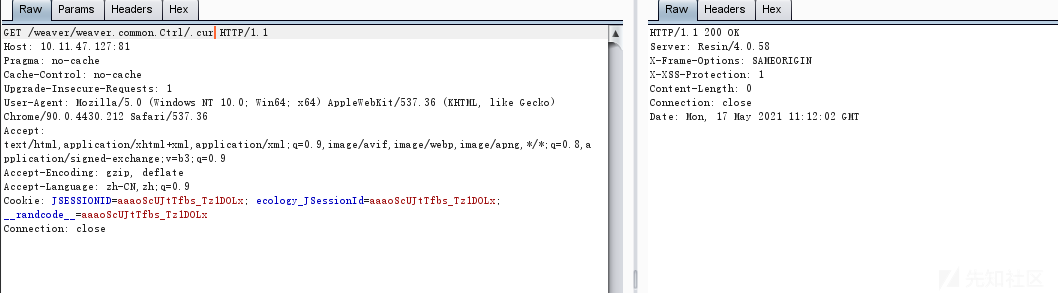 Raw Params Headers Hex
GET /weaver/weaver.common.Ctrl/.cur HTTP/1.1
Host: 10.11.47.127:81
Pragma: no-cache
Cache-Control: no-cache
Upgrade-Insecure-Requests: 1
User-Agent: Mozilla/5.0 (Windows NT 10.0; Win64; x64) AppleWebKit/537.36 (KHTML, like Gecko)
Chrome/90.0.4430.212 Safari/537.36
Accept:
text/html,application/xhtml+xml,application/xml;q=0.9,image/avif,image/webp,image/apng,*/*;q=0.8,a
pplication/signed-exchange;v=b3;q=0.9
Accept-Encoding: gzip, deflate
Accept-Language: zh-CN,zh;q=0.9
Cookie: JSESSIONID=aaaoScUJtTfbs_Tz1DOLx; ecology_JSessionId=aaaoScUJtTfbs_Tz1DOLx;
__randcode__=aaaoScUJtTfbs_Tz1DOLx
Connection: close
Raw Headers Hex
HTTP/1.1 200 OK
Server: Resin/4.0.58
X-Frame-Options: SAMEORIGIN
X-XSS-Protection: 1
Content-Length: 0
Connection: close
Date: Mon, 17 May 2021 11:12:02 GMT
先知社区